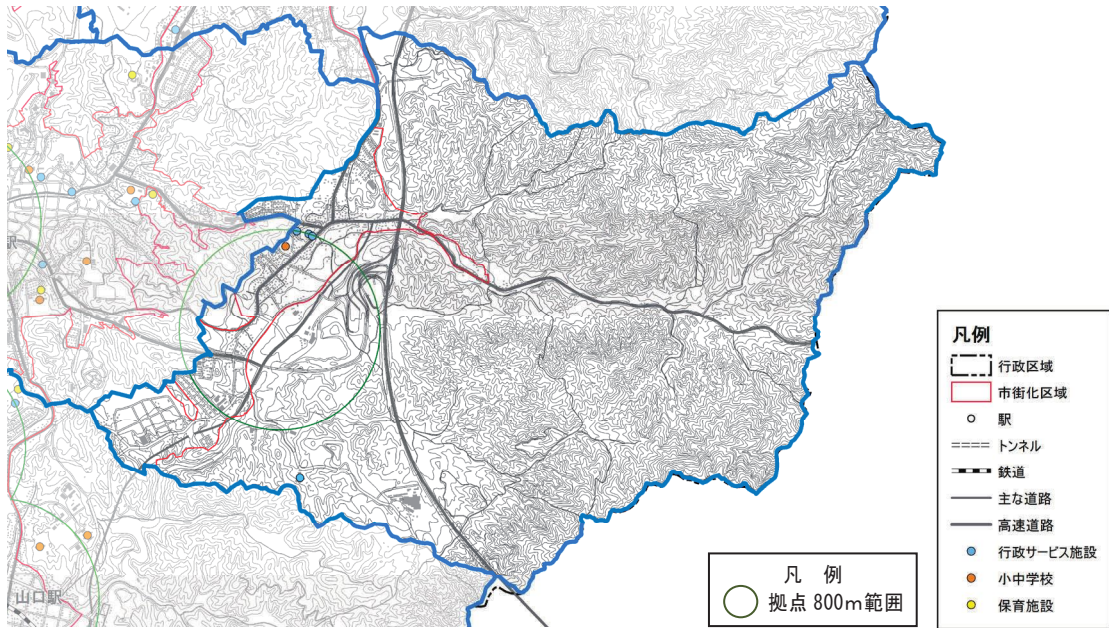 駅
山口駅
凡 例
拠点 800m範囲
凡例
行政区域
市街化区域
駅
トンネル
鉄道
主な道路
高速道路
行政サービス施設
小中学校
保育施設